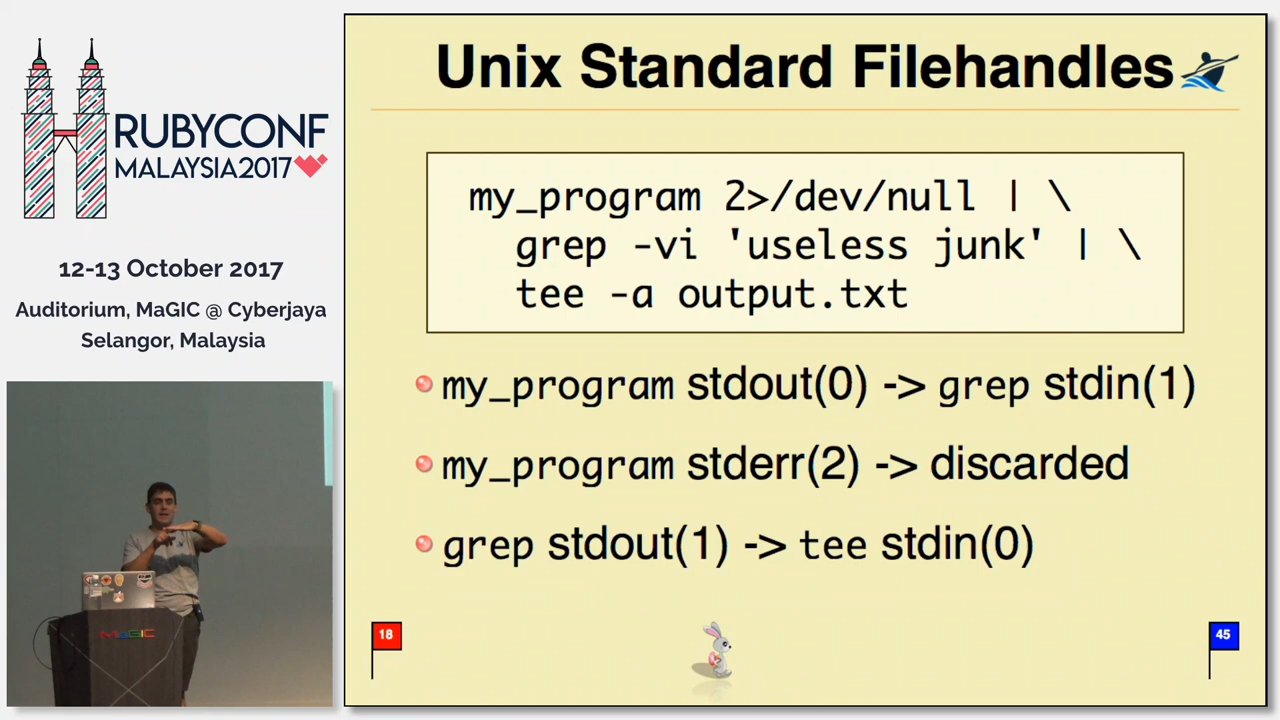 RUBYCONF
MALAYSIA2017
12-13 October 2017
Auditorium, MaGIC @ Cyberjaya
Selangor, Malaysia
MaGIC
Unix Standard Filehandles
my_program 2>/dev/null | \
grep -vi 'useless junk' | \
tee -a output.txt
my_program stdout(0) -> grep stdin(1)
my_program stderr(2) -> discarded
grep stdout(1) -> tee stdin(0)
18
45